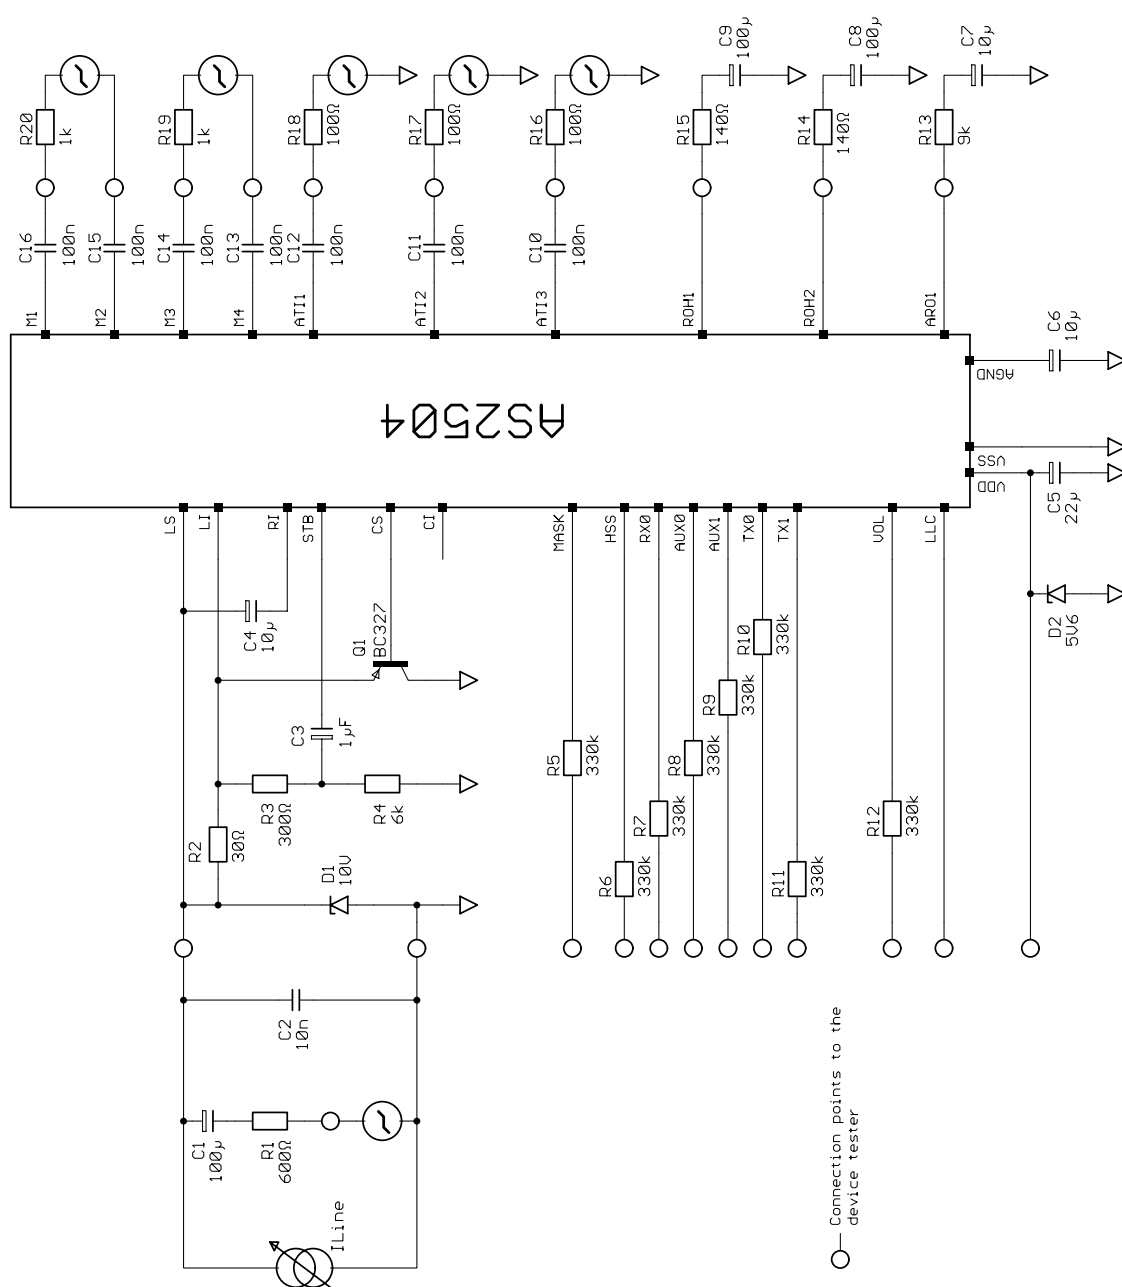 R20
1k
R19
1k
R18
100Ω
R17
100Ω
R16
100Ω
R15
140Ω
C9
100µ
R14
140Ω
C8
100µ
R13
9k
C7
10µ
C16
100n
C15
100n
C14
100n
C13
100n
C12
100n
C11
100n
C10
100n
M1
M2
M3
M4
ATI1
ATI2
ATI3
ROH1
ROH2
ARO1
AS2504
AGND
C6
10µ
VSS
VDD
C5
22µ
LS
LI
RI
STB
CS
CI
MASK
HSS
RX0
AUX0
AUX1
TX0
TX1
VOL
LLC
C4
10µ
Q1
BC327
D2
5V6
C3
1µF
R10
330k
R9
330k
R5
330k
R8
330k
R3
300Ω
R4
6k
R2
30Ω
R7
330k
R12
330k
D1
10V
R6
330k
R11
330k
C2
10n
C1
100µ
R1
600Ω
ILine
Connection points to the
device tester